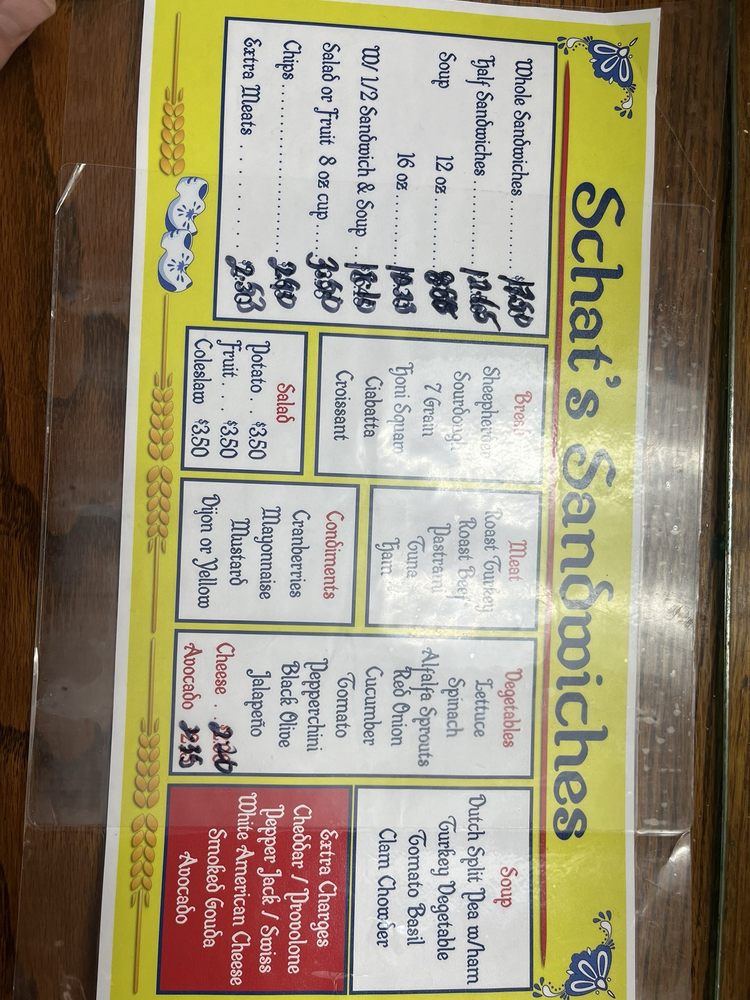 Schat's Sandwiches
Whole Sandwiches
Half Sandwiches
Soup 12 oz
16 oz
W/ 1/2 Sandwich & Soup
Salad or Fruit 8 oz cup
Chips
Extra Meats
Bread
Sheepherder
Sourdough
7 Grain
Honi Squaw
Ciabatta
Croissant
Salad
Potato . $3.50
Fruit . . $3.50
Coleslaw $3.50
Meat
Roast Turkey
Roast Beef
Pastrami
Tuna
Ham
Condiments
Cranberries
Mayonnaise
Mustard
Dijon or Yellow
Vegetables
Lettuce
Spinach
Alfalfa Sprouts
Red Onion
Cucumber
Tomato
Pepperchini
Black Olive
Jalapeño
Cheese
Avocado
Soup
Dutch Split Pea w/ham
Turkey Vegetable
Tomato Basil
Clam Chowder
Extra Charges
Cheddar / Provolone
Pepper Jack / Swiss
White American Cheese
Smoked Gouda
Avocado